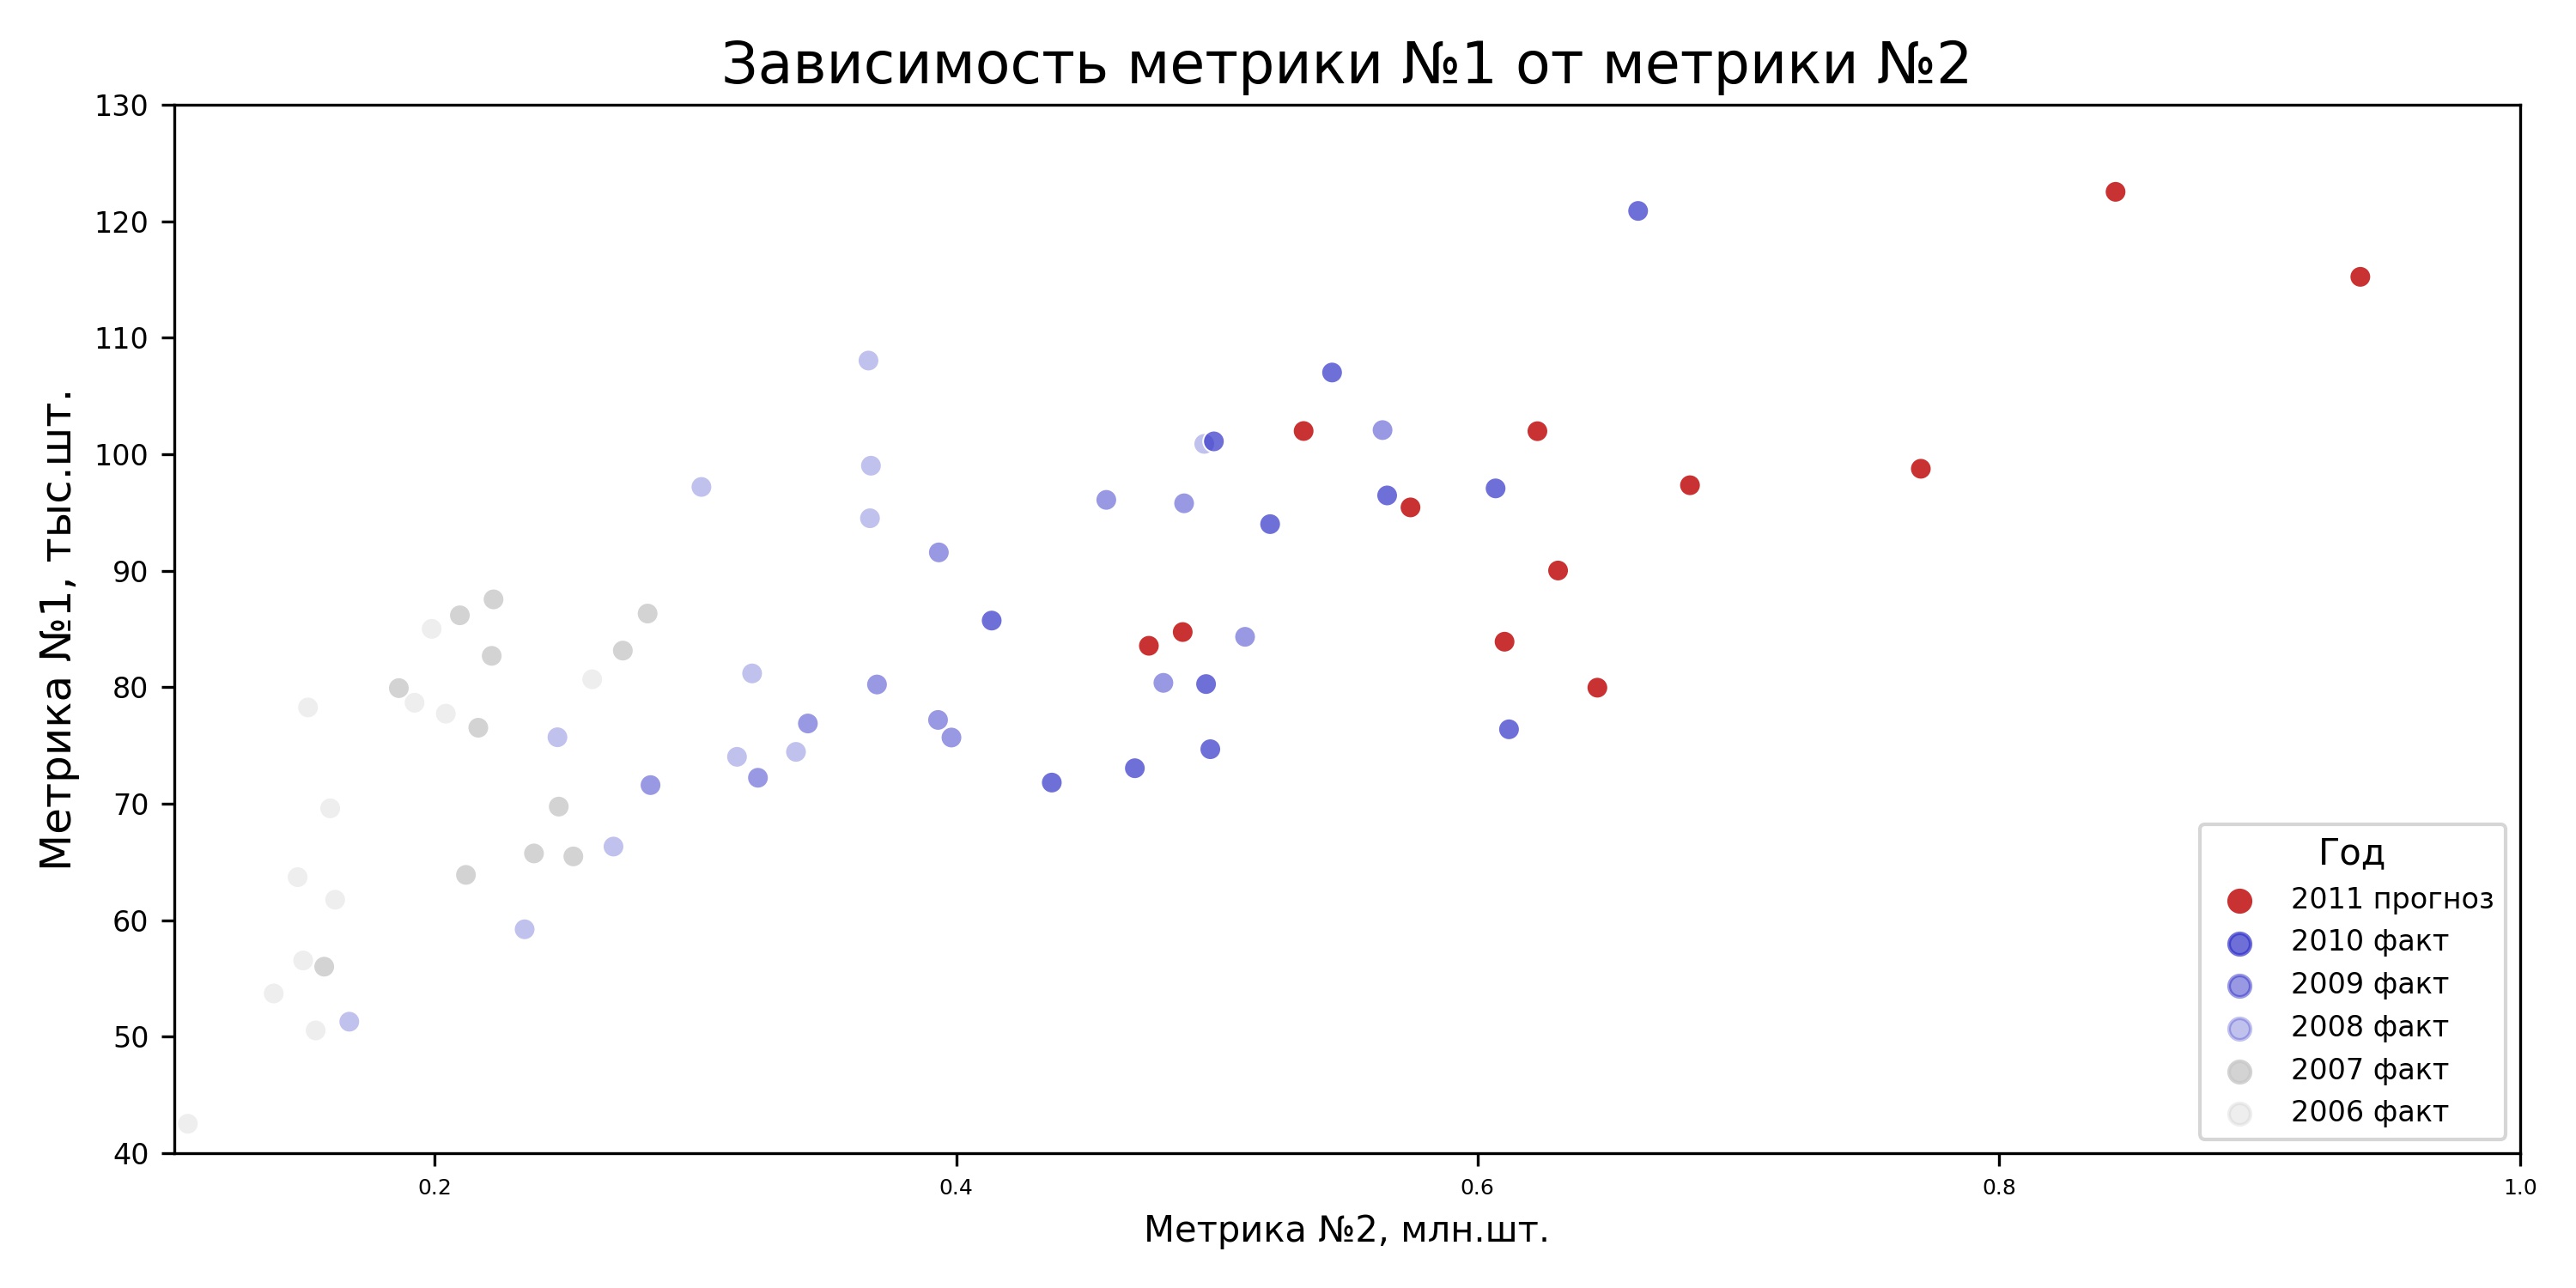 Зависимость метрики №1 от метрики №2
Метрика №1, тыс.шт.
130
120
110
100
90
80
70
60
50
40
0.2
0.4
0.6
0.8
1.0
Метрика №2, млн.шт.
Год
2011 прогноз
2010 факт
2009 факт
2008 факт
2007 факт
2006 факт